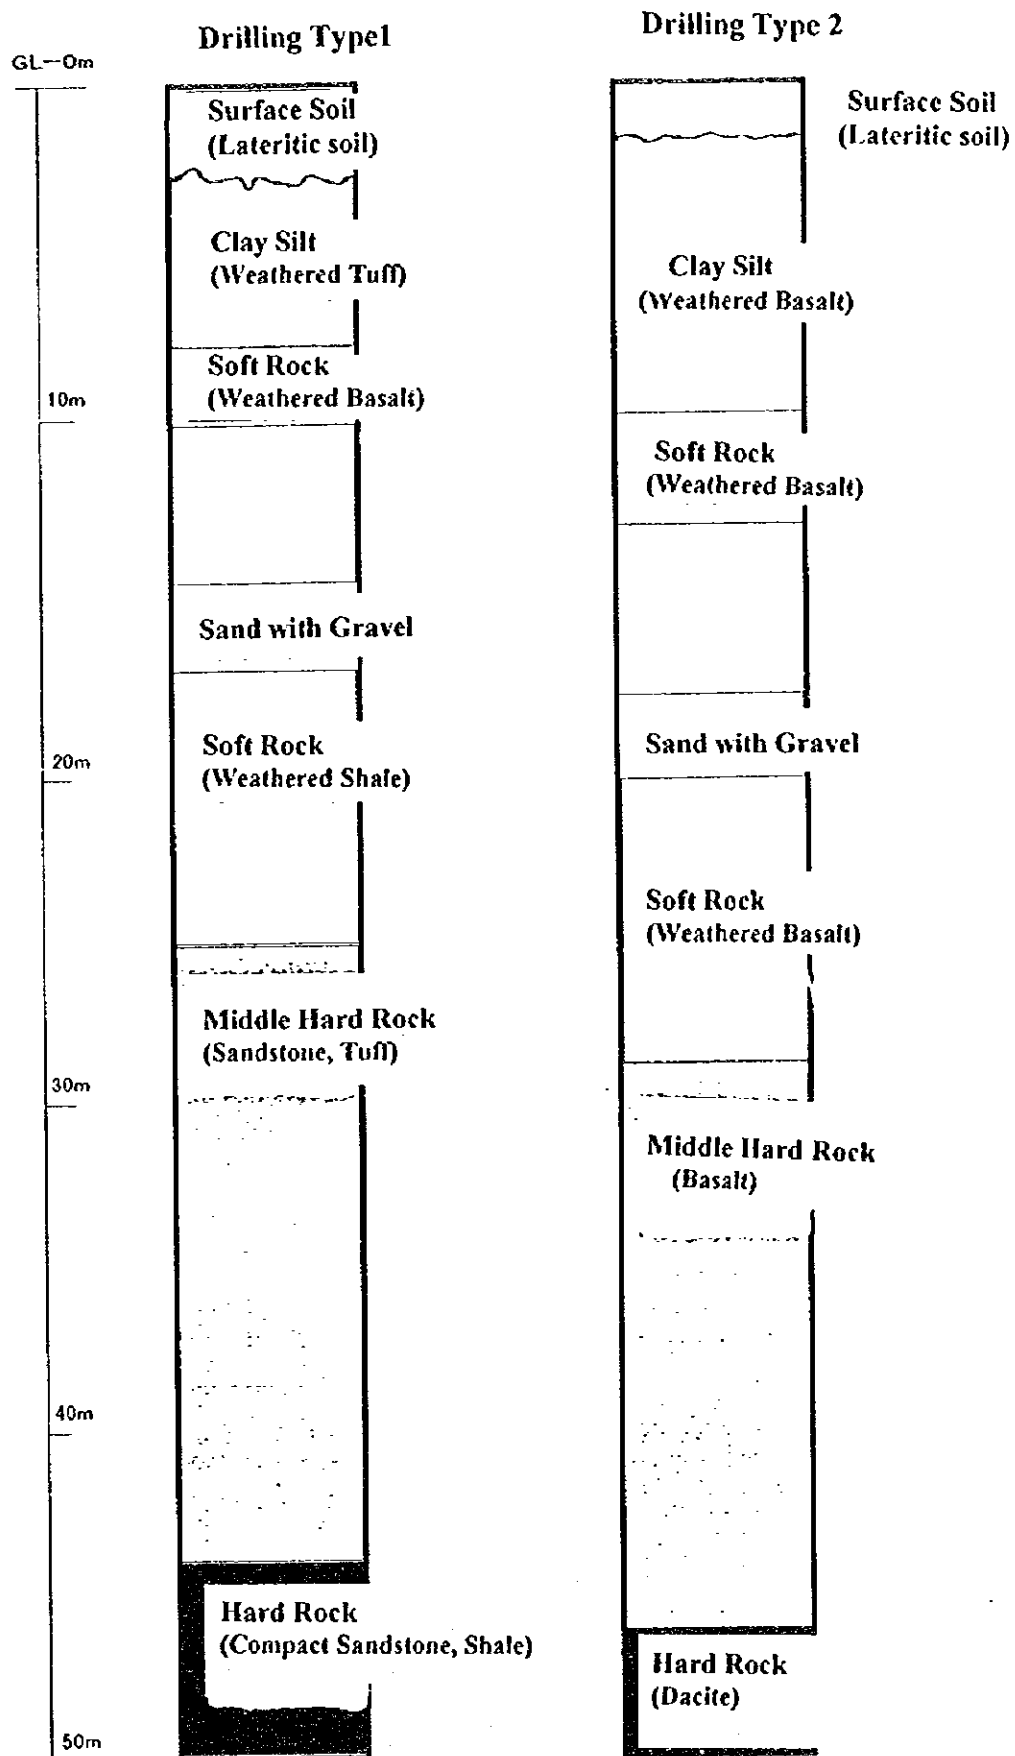 Drilling Type1
Drilling Type 2
GL—0m
Surface Soil
(Lateritic soil)
Clay Silt
(Weathered Tuff)
Soft Rock
(Weathered Basalt)
10m
Sand with Gravel
Soft Rock
(Weathered Shale)
20m
Middle Hard Rock
(Sandstone, Tuff)
30m
40m
Hard Rock
(Compact Sandstone, Shale)
50m
Surface Soil
(Lateritic soil)
Clay Silt
(Weathered Basalt)
Soft Rock
(Weathered Basalt)
Sand with Gravel
Soft Rock
(Weathered Basalt)
Middle Hard Rock
(Basalt)
Hard Rock
(Dacite)